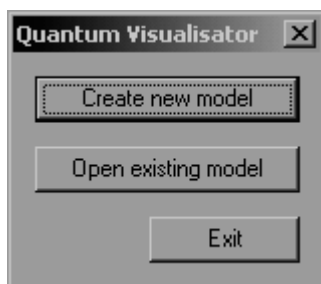 Quantum Visualisator
Create new model
Open existing model
Exit